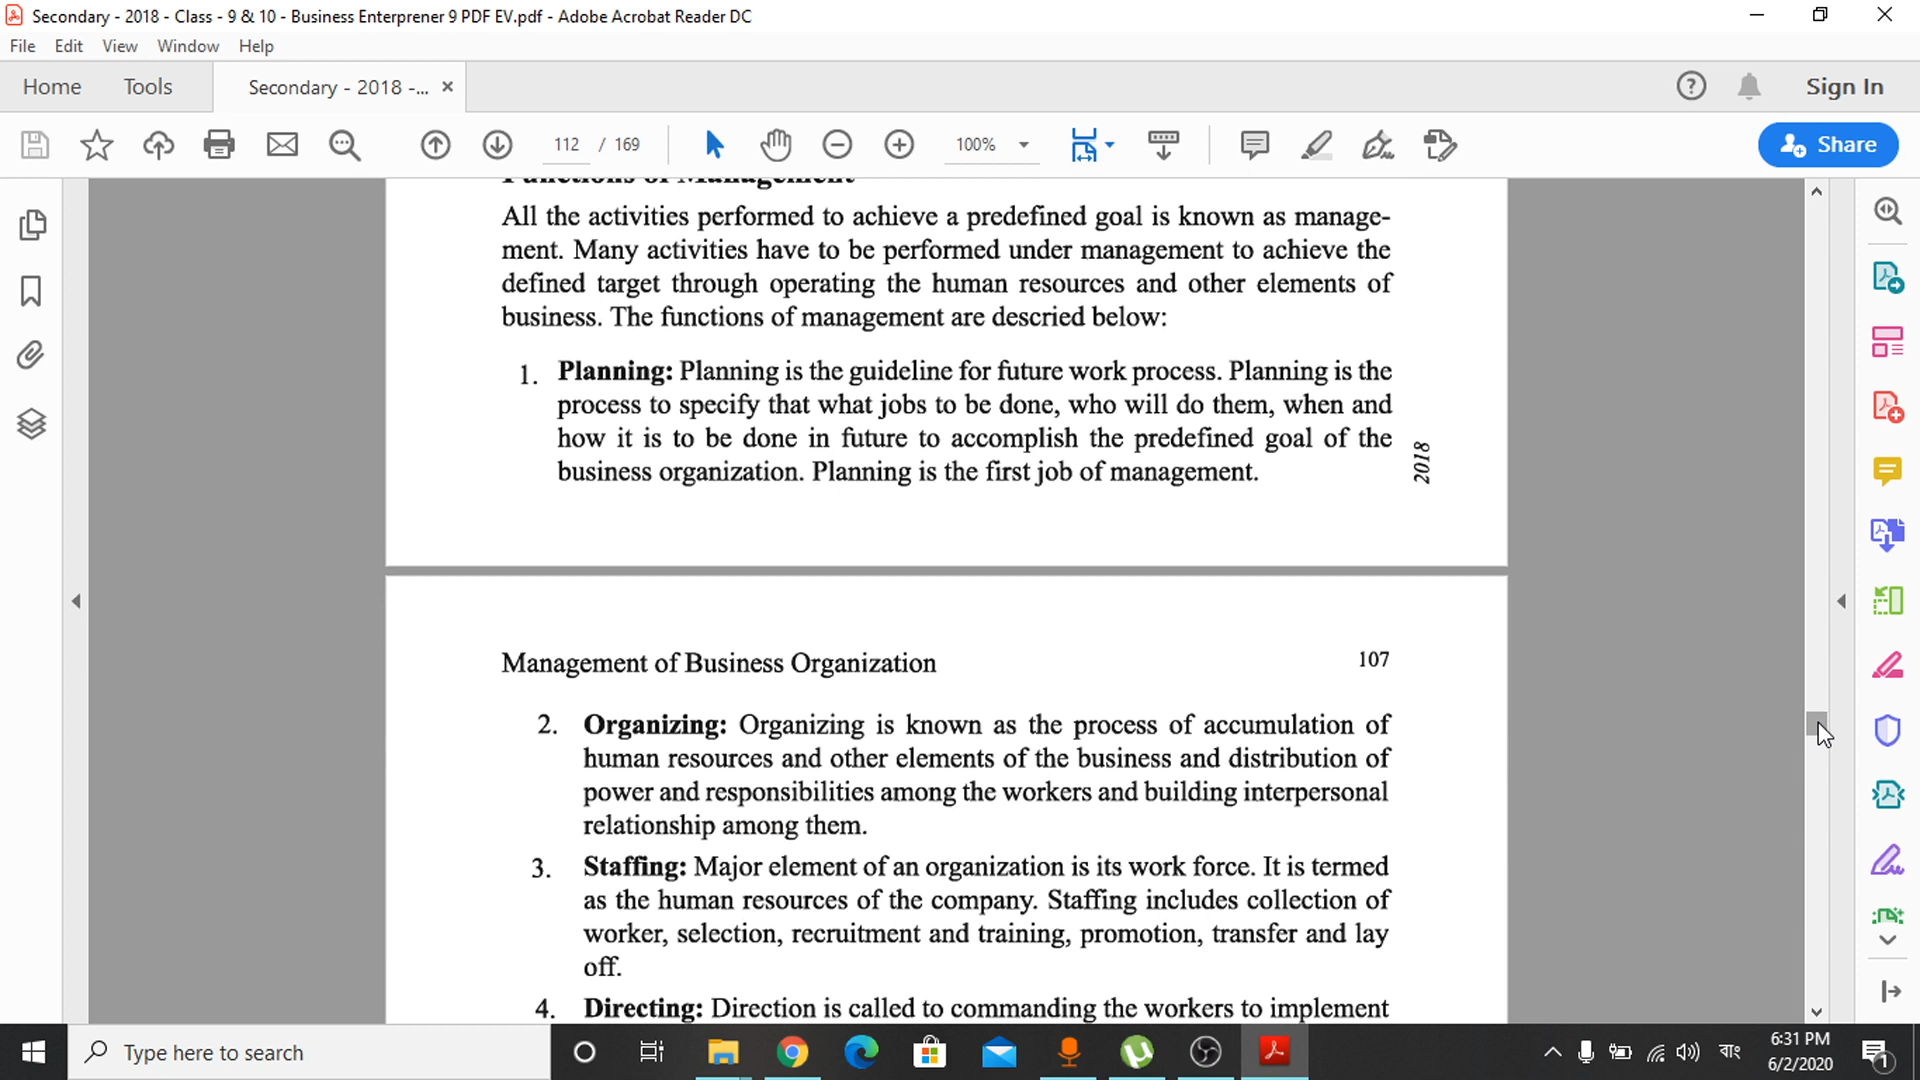 Secondary - 2018 - Class - 9 & 10 - Business Enterprener 9 PDF EV.pdf - Adobe Acrobat Reader DC
File Edit View Window Help
Home Tools Secondary - 2018 -... × Sign In
112 / 169 100% Share
Functions of Management
All the activities performed to achieve a predefined goal is known as manage-
ment. Many activities have to be performed under management to achieve the
defined target through operating the human resources and other elements of
business. The functions of management are descried below:
1. Planning: Planning is the guideline for future work process. Planning is the
process to specify that what jobs to be done, who will do them, when and
how it is to be done in future to accomplish the predefined goal of the
business organization. Planning is the first job of management.
2018
Management of Business Organization 107
2. Organizing: Organizing is known as the process of accumulation of
human resources and other elements of the business and distribution of
power and responsibilities among the workers and building interpersonal
relationship among them.
3. Staffing: Major element of an organization is its work force. It is termed
as the human resources of the company. Staffing includes collection of
worker, selection, recruitment and training, promotion, transfer and lay
off.
4. Directing: Direction is called to commanding the workers to implement
Type here to search
বাং
6:31 PM
6/2/2020
1